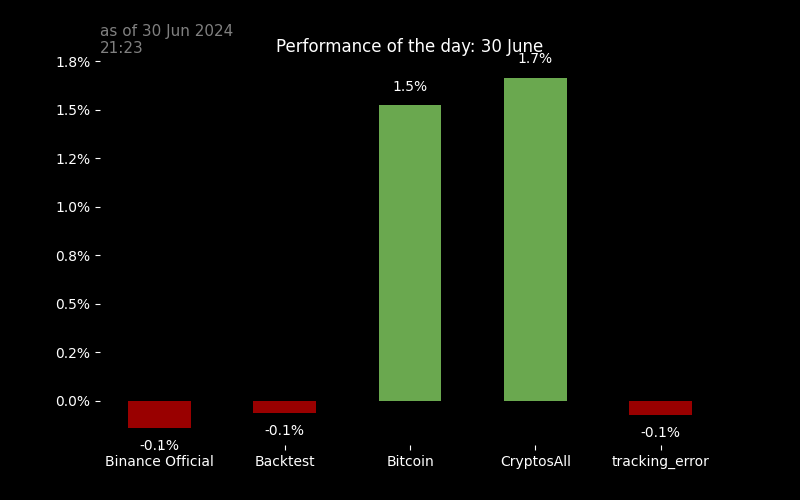 as of 30 Jun 2024
21:23
Performance of the day: 30 June
1.8%
1.5%
1.2%
1.0%
0.8%
0.5%
0.2%
0.0%
-0.1%
-0.1%
1.5%
1.7%
-0.1%
Binance Official
Backtest
Bitcoin
CryptosAll
tracking_error